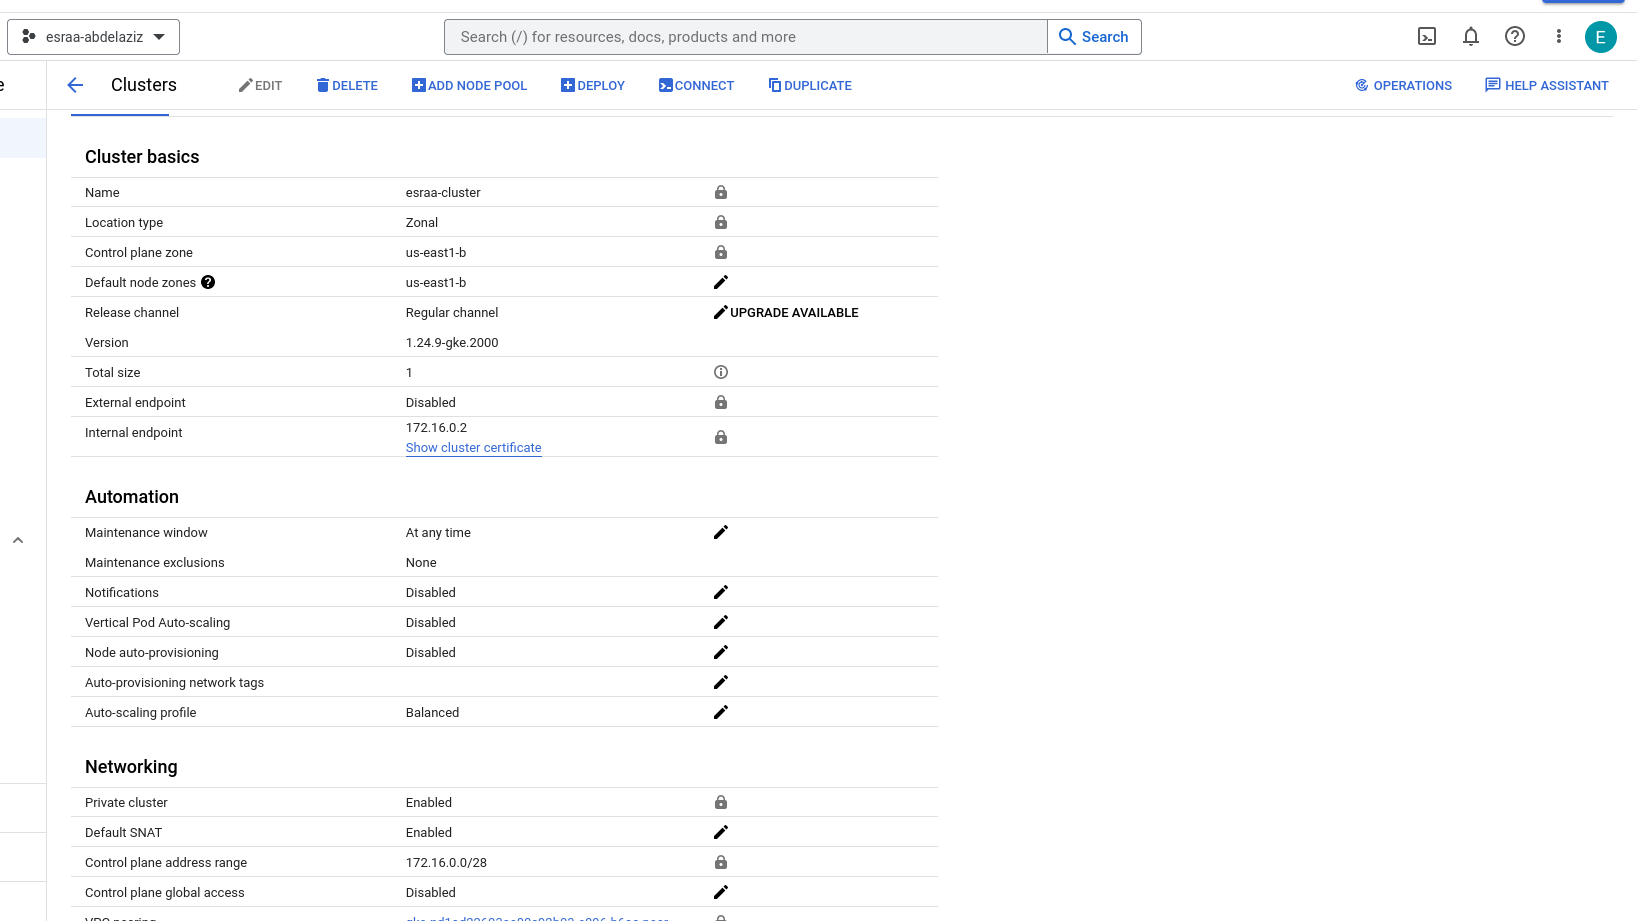 esraa-abdelaziz
Search (/) for resources, docs, products and more
Search
E
e
Clusters
EDIT
DELETE
ADD NODE POOL
DEPLOY
CONNECT
DUPLICATE
OPERATIONS
HELP ASSISTANT
Cluster basics
Name esraa-cluster
Location type Zonal
Control plane zone us-east1-b
Default node zones us-east1-b
Release channel Regular channel UPGRADE AVAILABLE
Version 1.24.9-gke.2000
Total size 1
External endpoint Disabled
Internal endpoint 172.16.0.2
Show cluster certificate
Automation
Maintenance window At any time
Maintenance exclusions None
Notifications Disabled
Vertical Pod Auto-scaling Disabled
Node auto-provisioning Disabled
Auto-provisioning network tags
Auto-scaling profile Balanced
Networking
Private cluster Enabled
Default SNAT Enabled
Control plane address range 172.16.0.0/28
Control plane global access Disabled
VPC peering